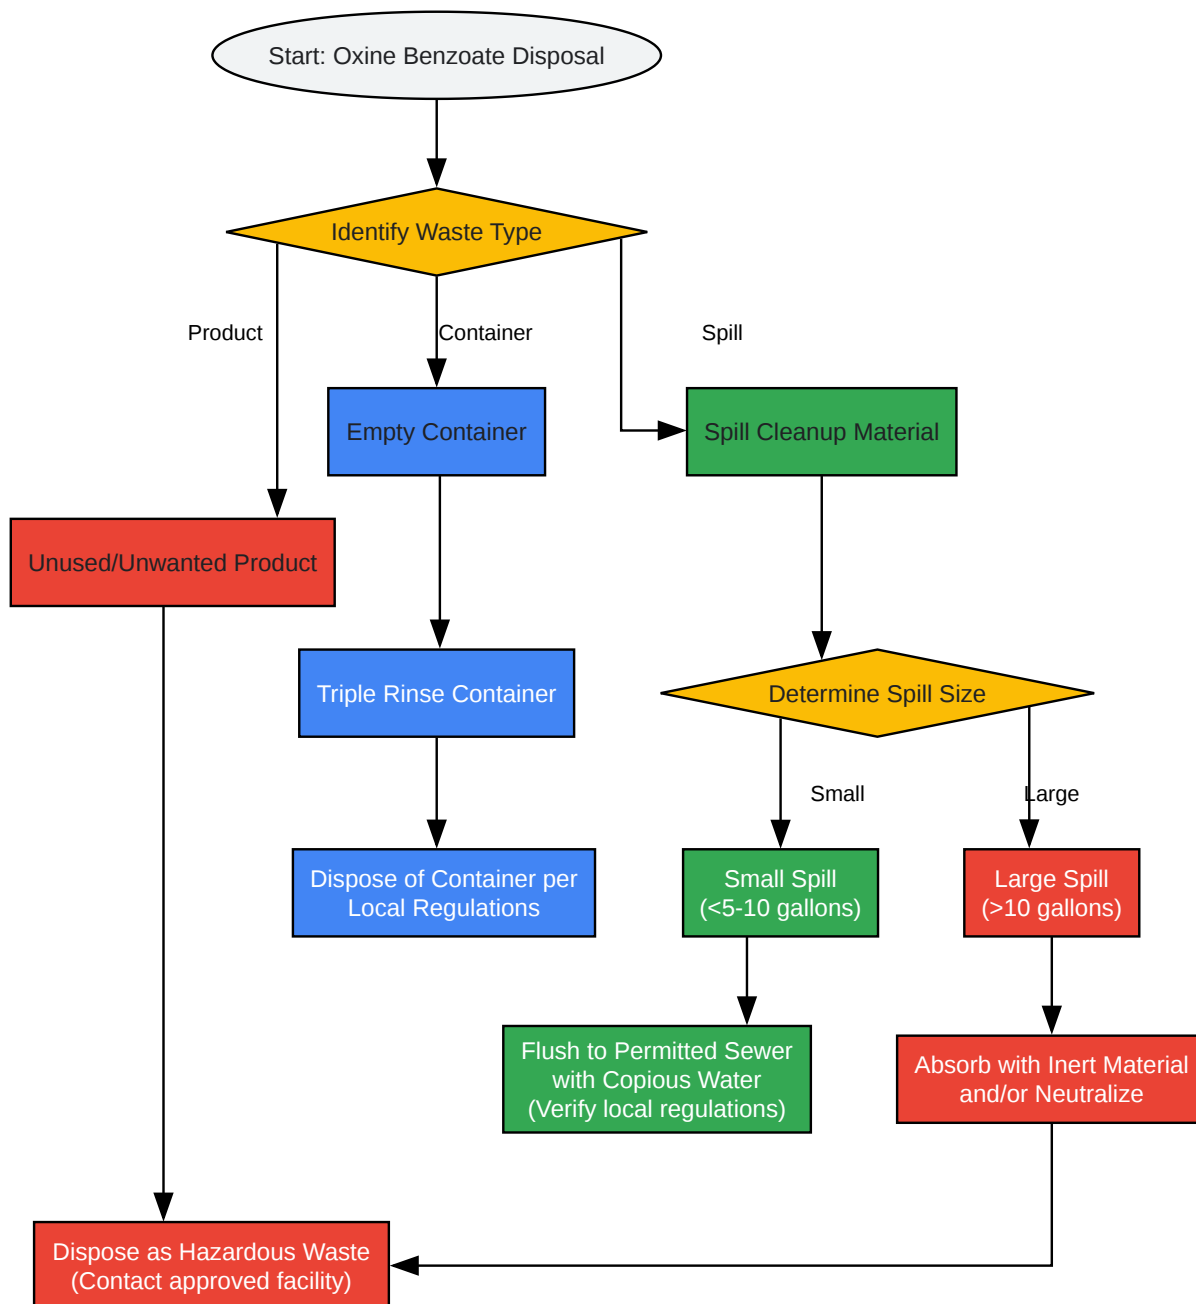 Start: Oxine Benzoate Disposal
Identify Waste Type
Product
Container
Spill
Empty Container
Spill Cleanup Material
Unused/Unwanted Product
Triple Rinse Container
Determine Spill Size
Small
Large
Dispose of Container per
Local Regulations
Small Spill
(<5-10 gallons)
Large Spill
(>10 gallons)
Flush to Permitted Sewer
with Copious Water
(Verify local regulations)
Absorb with Inert Material
and/or Neutralize
Dispose as Hazardous Waste
(Contact approved facility)